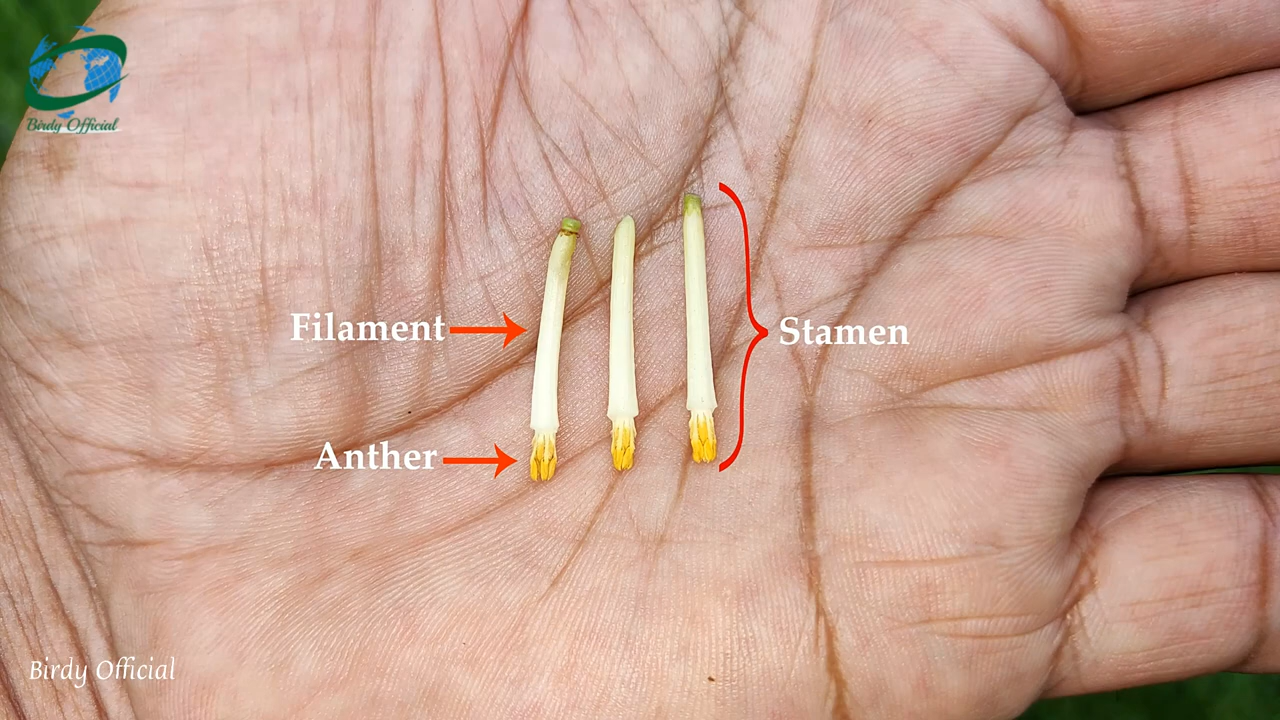 Birdy Official
Filament
Stamen
Anther
Birdy Official